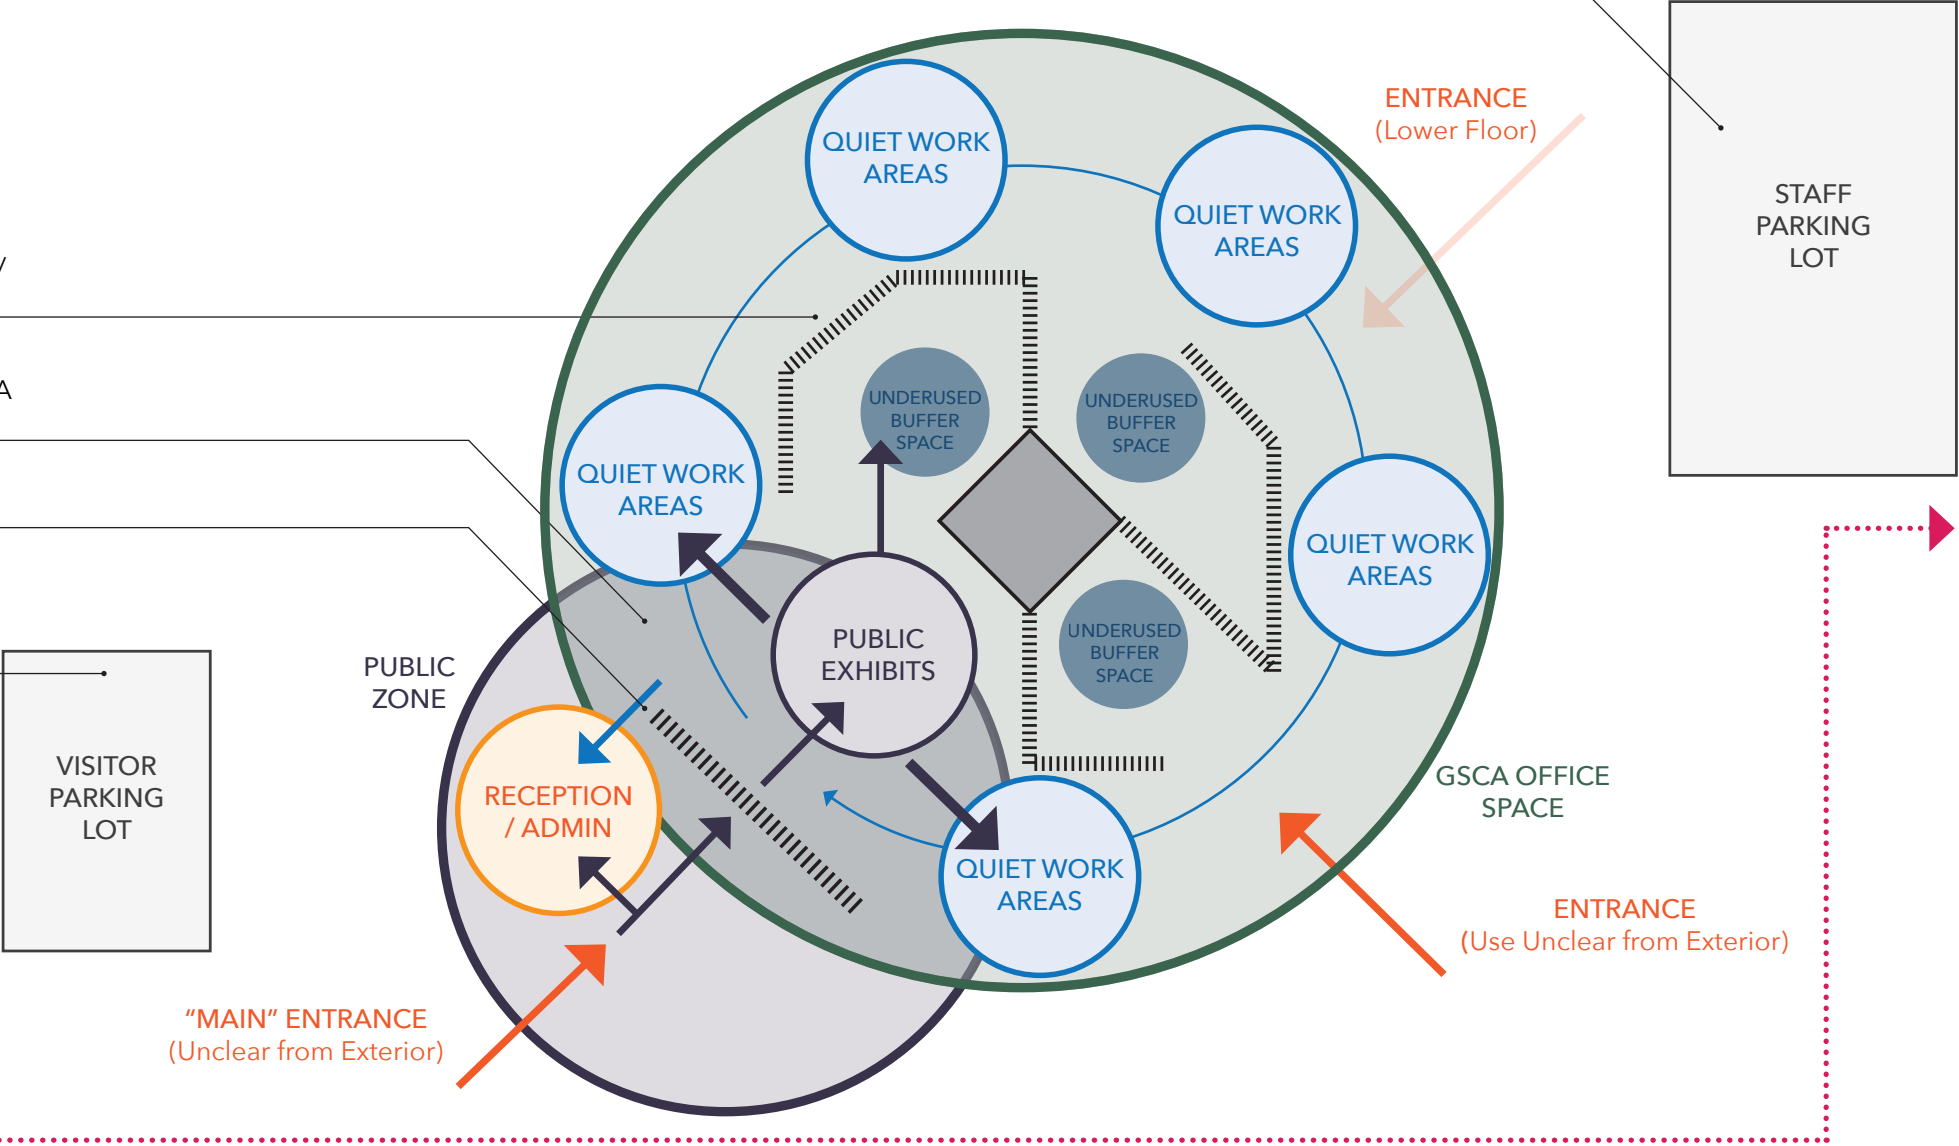 ENTRANCE
(Lower Floor)
QUIET WORK
AREAS
QUIET WORK
AREAS
STAFF
PARKING
LOT
/
A
UNDERUSED
BUFFER
SPACE
UNDERUSED
BUFFER
SPACE
QUIET WORK
AREAS
QUIET WORK
AREAS
PUBLIC
EXHIBITS
UNDERUSED
BUFFER
SPACE
PUBLIC
ZONE
VISITOR
PARKING
LOT
RECEPTION
/ ADMIN
GSCA OFFICE
SPACE
QUIET WORK
AREAS
ENTRANCE
(Use Unclear from Exterior)
“MAIN” ENTRANCE
(Unclear from Exterior)